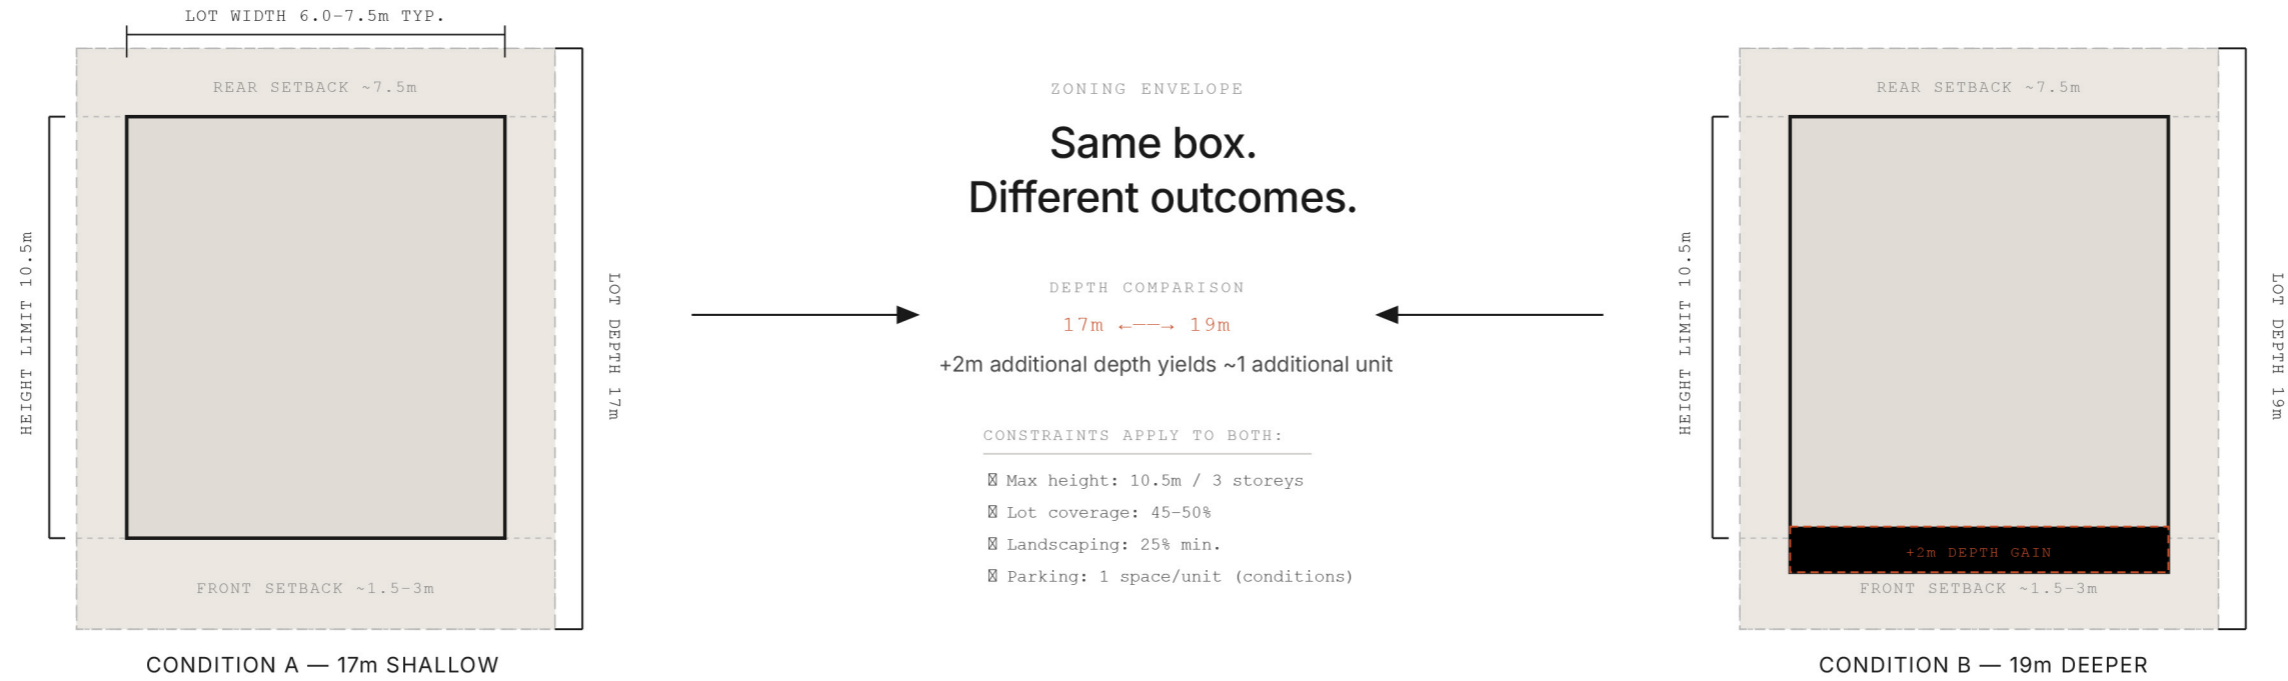 LOT WIDTH 6.0–7.5m TYP.
REAR SETBACK ~7.5m
HEIGHT LIMIT 10.5m
LOT DEPTH 17m
FRONT SETBACK ~1.5–3m
CONDITION A — 17m SHALLOW
ZONING ENVELOPE
Same box.
Different outcomes.
DEPTH COMPARISON
17m ←——→ 19m
+2m additional depth yields ~1 additional unit
CONSTRAINTS APPLY TO BOTH:
Max height: 10.5m / 3 storeys
Lot coverage: 45–50%
Landscaping: 25% min.
Parking: 1 space/unit (conditions)
REAR SETBACK ~7.5m
HEIGHT LIMIT 10.5m
LOT DEPTH 19m
+2m DEPTH GAIN
FRONT SETBACK ~1.5–3m
CONDITION B — 19m DEEPER